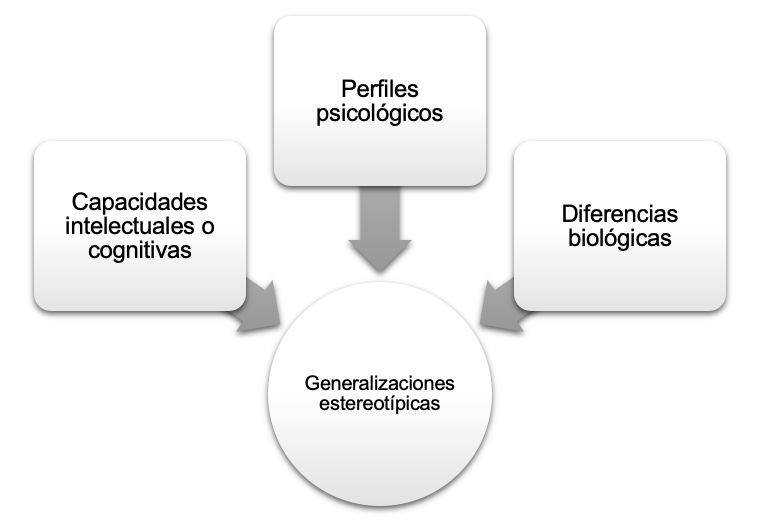 Perfiles
psicológicos
Capacidades
intelectuales o
cognitivas
Diferencias
biológicas
Generalizaciones
estereotípicas